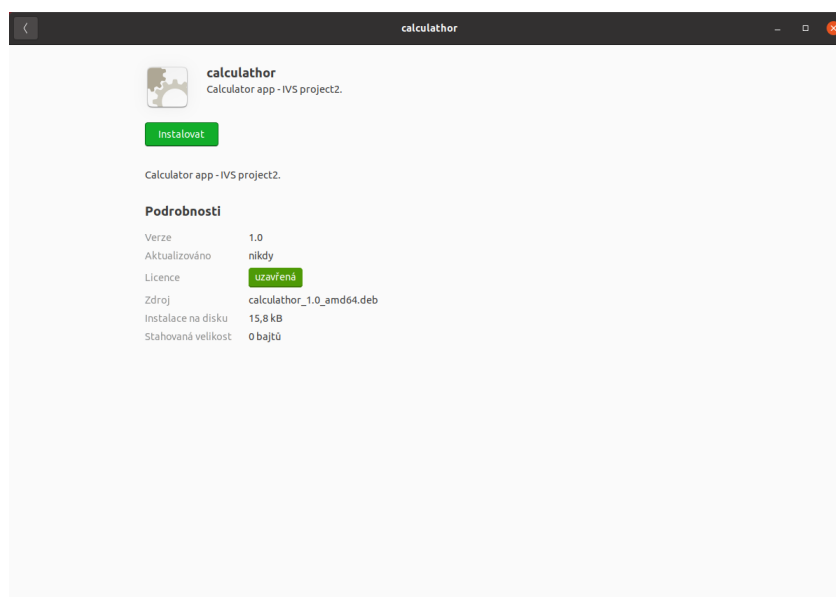 calculathor
calculathor
Calculator app - IVS project2.
Instalovat
Calculator app - IVS project2.
Podrobnosti
Verze 1.0
Aktualizováno nikdy
Licence uzavřená
Zdroj calculathor_1.0_amd64.deb
Instalace na disku 15,8 kB
Stahovaná velikost 0 bajtů